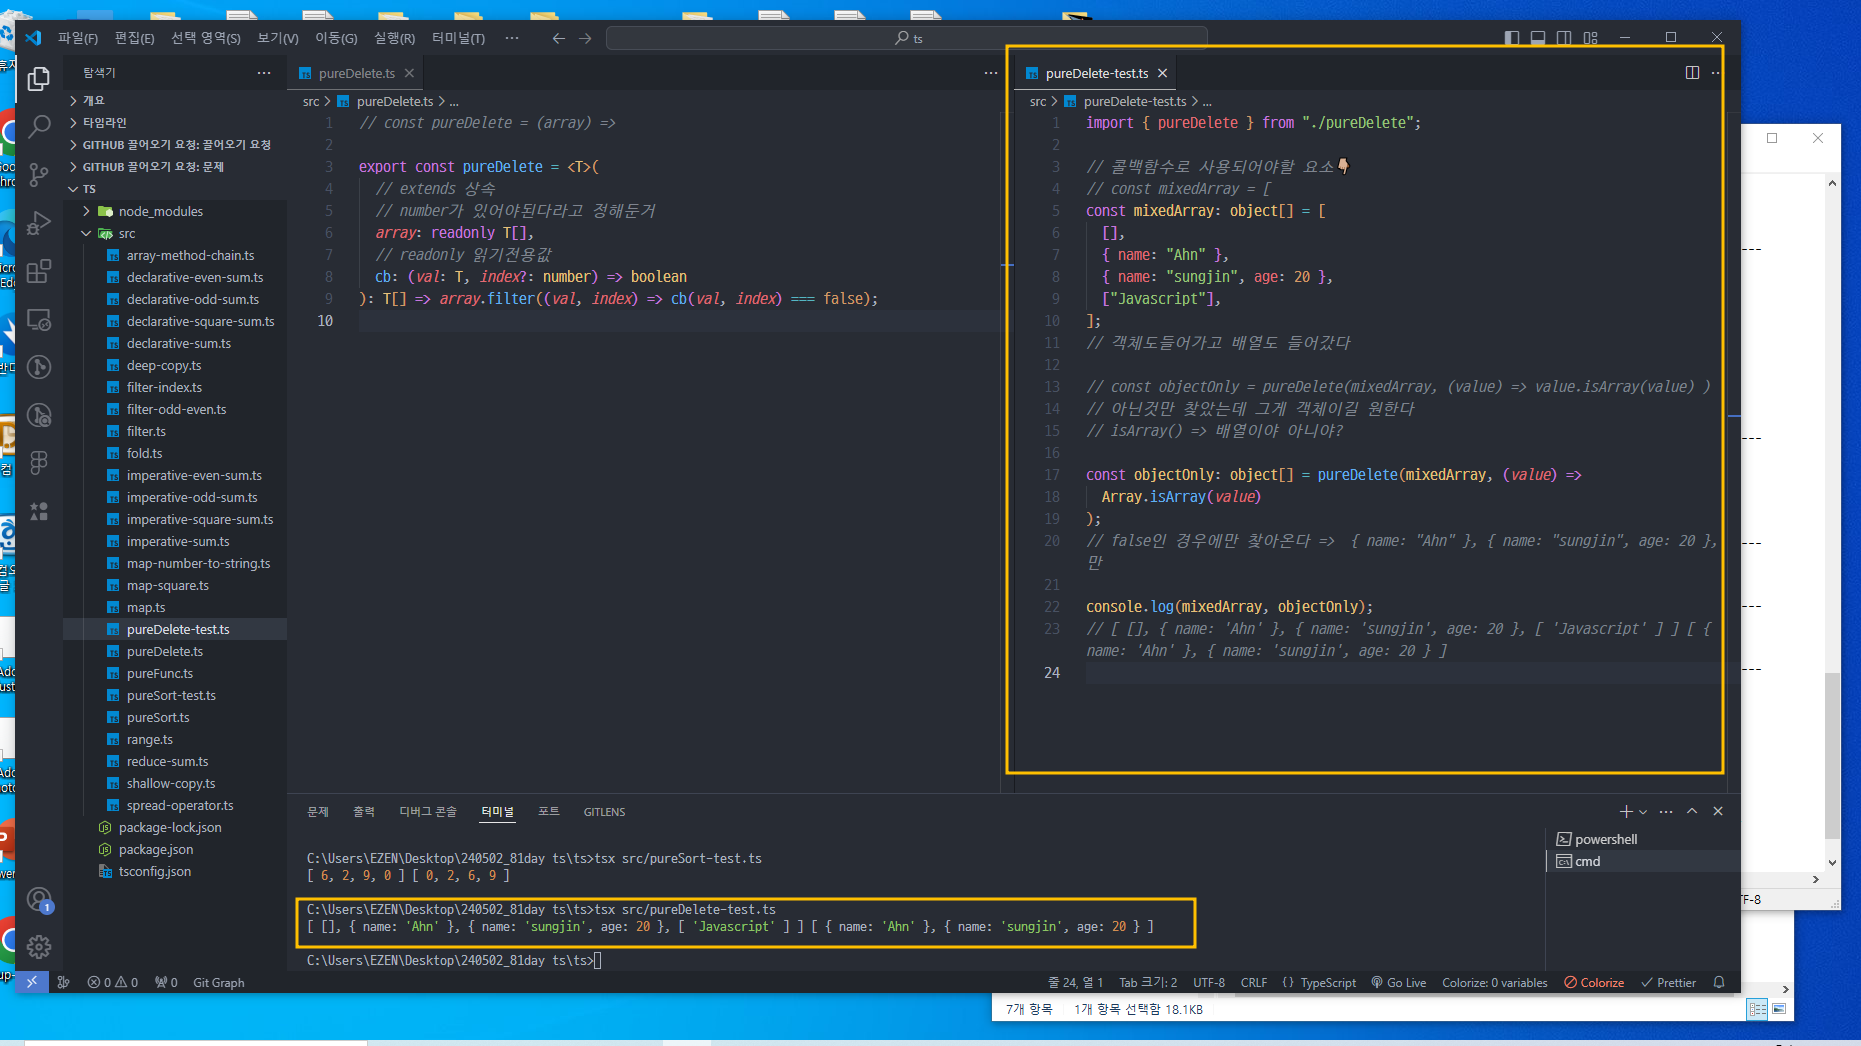 파일(F) 편집(E) 선택 영역(S) 보기(V) 이동(G) 실행(R) 터미널(T) ··· ts
탐색기 ···
개요
타임라인
GITHUB 끌어오기 요청: 끌어오기 요청
GITHUB 끌어오기 요청: 문제
TS
node_modules
src
array-method-chain.ts
declarative-even-sum.ts
declarative-odd-sum.ts
declarative-square-sum.ts
declarative-sum.ts
deep-copy.ts
filter-index.ts
filter-odd-even.ts
filter.ts
fold.ts
imperative-even-sum.ts
imperative-odd-sum.ts
imperative-square-sum.ts
imperative-sum.ts
map-number-to-string.ts
map-square.ts
map.ts
pureDelete-test.ts
pureDelete.ts
pureFunc.ts
pureSort-test.ts
pureSort.ts
range.ts
reduce-sum.ts
shallow-copy.ts
spread-operator.ts
package-lock.json
package.json
tsconfig.json
1
TS pureDelete.ts
src > TS pureDelete.ts > ...
1 // const pureDelete = (array) =>
2
3 export const pureDelete = <T>(
4 // extends 상속
5 // number가 있어야된다라고 정해둔거
6 array: readonly T[],
7 // readonly 읽기전용값
8 cb: (val: T, index?: number) => boolean
9 ): T[] => array.filter((val, index) => cb(val, index) === false);
10
TS pureDelete-test.ts
src > TS pureDelete-test.ts > ...
1 import { pureDelete } from "./pureDelete";
2
3 // 콜백함수로 사용되어야할 요소👇🏼
4 // const mixedArray = [
5 const mixedArray: object[] = [
6 [],
7 { name: "Ahn" },
8 { name: "sungjin", age: 20 },
9 ["Javascript"],
10 ];
11 // 객체도들어가고 배열도 들어갔다
12
13 // const objectOnly = pureDelete(mixedArray, (value) => value.isArray(value) )
14 // 아닌것만 찾았는데 그게 객체이길 원한다
15 // isArray() => 배열이야 아니야?
16
17 const objectOnly: object[] = pureDelete(mixedArray, (value) =>
18 Array.isArray(value)
19 );
20 // false인 경우에만 찾아온다 => { name: "Ahn" }, { name: "sungjin", age: 20 },
만
21
22 console.log(mixedArray, objectOnly);
23 // [ [], { name: 'Ahn' }, { name: 'sungjin', age: 20 }, [ 'Javascript' ] ] [ {
name: 'Ahn' }, { name: 'sungjin', age: 20 } ]
24
문제 출력 디버그 콘솔 터미널 포트 GITLENS
C:\Users\EZEN\Desktop\240502_81day ts\ts>tsx src/pureSort-test.ts
[ 6, 2, 9, 0 ] [ 0, 2, 6, 9 ]
C:\Users\EZEN\Desktop\240502_81day ts\ts>tsx src/pureDelete-test.ts
[ [], { name: 'Ahn' }, { name: 'sungjin', age: 20 }, [ 'Javascript' ] ] [ { name: 'Ahn' }, { name: 'sungjin', age: 20 } ]
C:\Users\EZEN\Desktop\240502_81day ts\ts>
powershell
cmd
0 0 0 Git Graph 줄 24, 열 1 Tab 크기: 2 UTF-8 CRLF {} TypeScript Go Live Colorize: 0 variables Colorize Prettier
TF-8
7개 항목 1개 항목 선택함 18.1KB